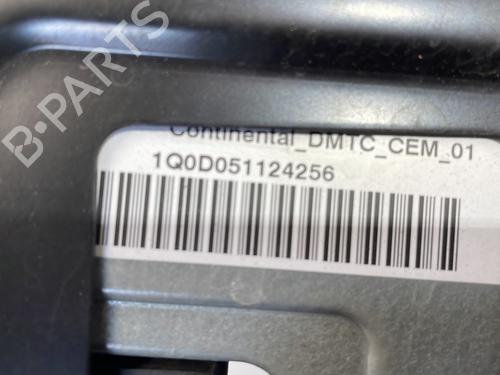 Continental_DMTC_CEM_01
1Q0D051124256
B-PARTS